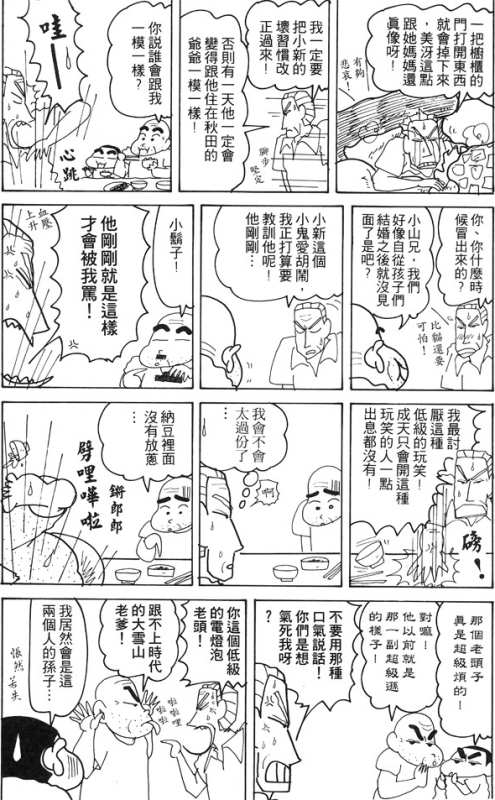 一把櫥櫃的
門打開東西
就會掉下來
，美冴這點
跟她媽媽還
真像呀！
有夠
悲哀！
我一定要
把小新的
壞習慣改
正過來！
否則有一天他一定會
變得跟他住在秋田的
爺爺一模一樣！
腳步
堅定
你說誰會跟我
一模一樣？
哇
心跳
你、你什麼時
候冒出來的？
比貓還要
可怕！
小山兄，我們
好像自從孩子們
結婚之後就沒見
面了是吧？
小新這個
小鬼愛胡鬧，
我正打算要
教訓他呢！
他剛剛…
小鬍子！
他剛剛就是這樣
才會被我罵！
血壓
上升
我最討
厭這種
低級的玩笑！
成天只會開這種
玩笑的人一點
出息都沒有！
磅！
我會不會
太過份了
…
啊
納豆裡面
沒有放蔥
…
鏘郎郎
劈哩嘩啦
那個老頭子
真是超級煩的！
對嘛！
他以前就是
那一副超級遜
的樣子！
不要用那種
口氣說話！
你們是想
氣死我呀
？
你這個低級
的電燈泡
老頭！
跟不上時代
的大雪山
老爹！
啦啦哩
啦啦
我居然會是這
兩個人的孫子…
悵然
若失